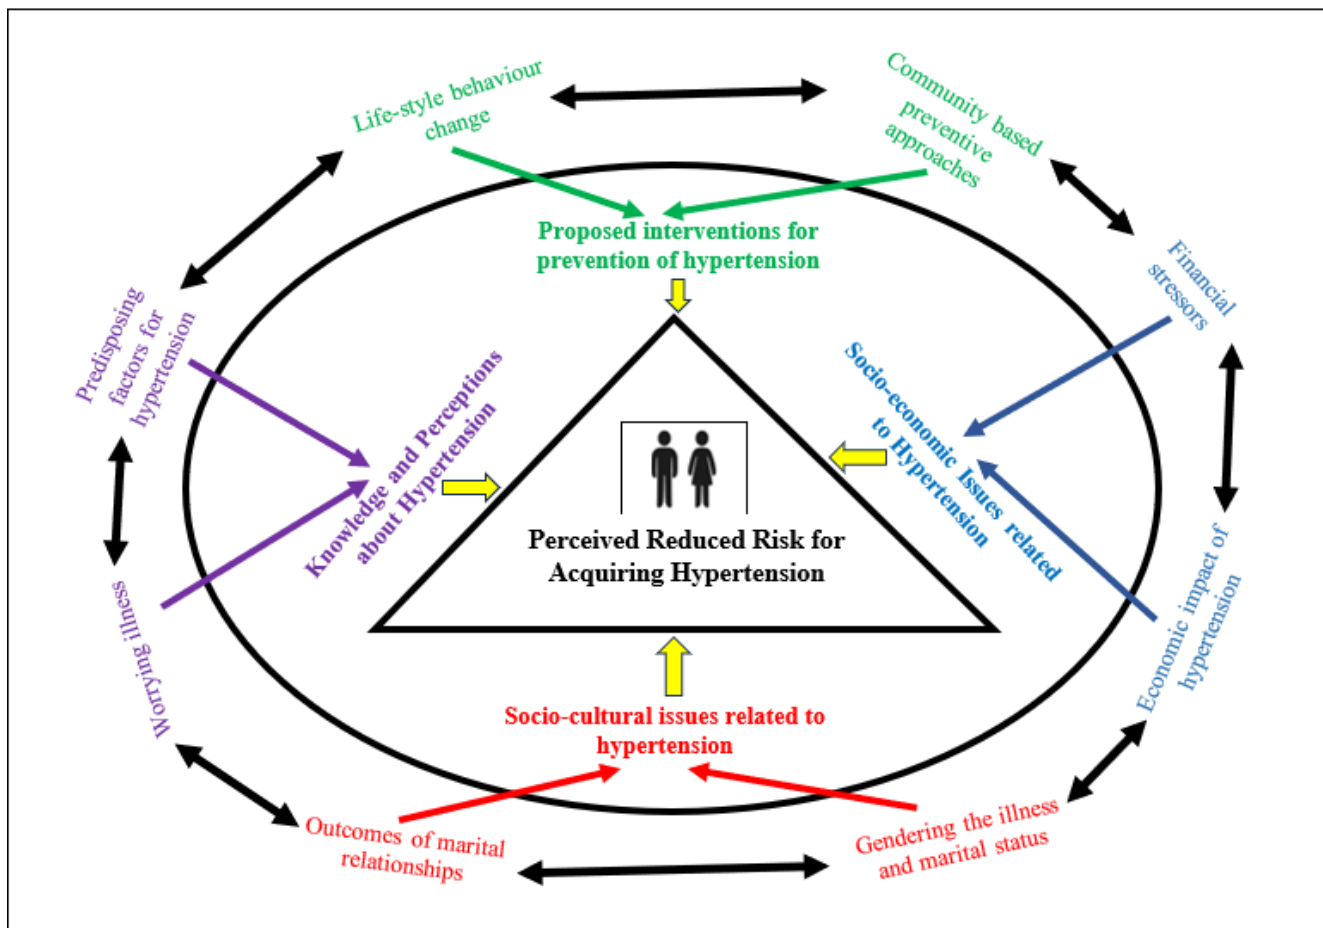 Life-style behaviour
change
Community based
preventive
approaches
Proposed interventions for
prevention of hypertension
Predisposing
factors for
hypertension
Financial
stressors
Knowledge and Perceptions
about Hypertension
Socio-economic Issues related
to Hypertension
Perceived Reduced Risk for
Acquiring Hypertension
Worrying illness
Economic impact of
hypertension
Socio-cultural issues related to
hypertension
Outcomes of marital
relationships
Gendering the illness
and marital status